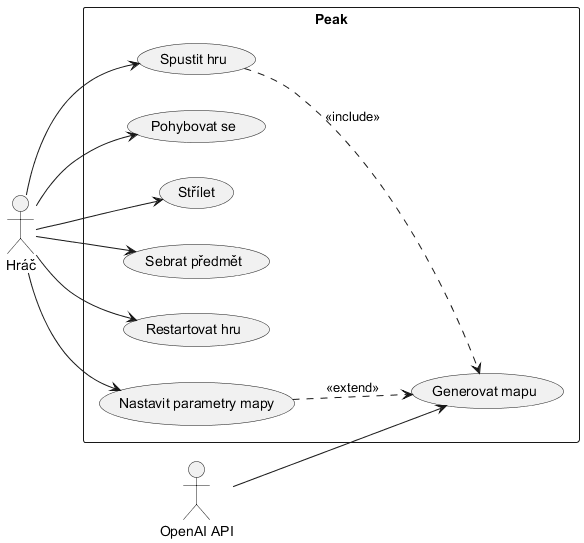 Peak
Spustit hru
«include»
Pohybovat se
Střílet
Hráč
Sebrat předmět
Restartovat hru
Nastavit parametry mapy
«extend»
Generovat mapu
OpenAI API